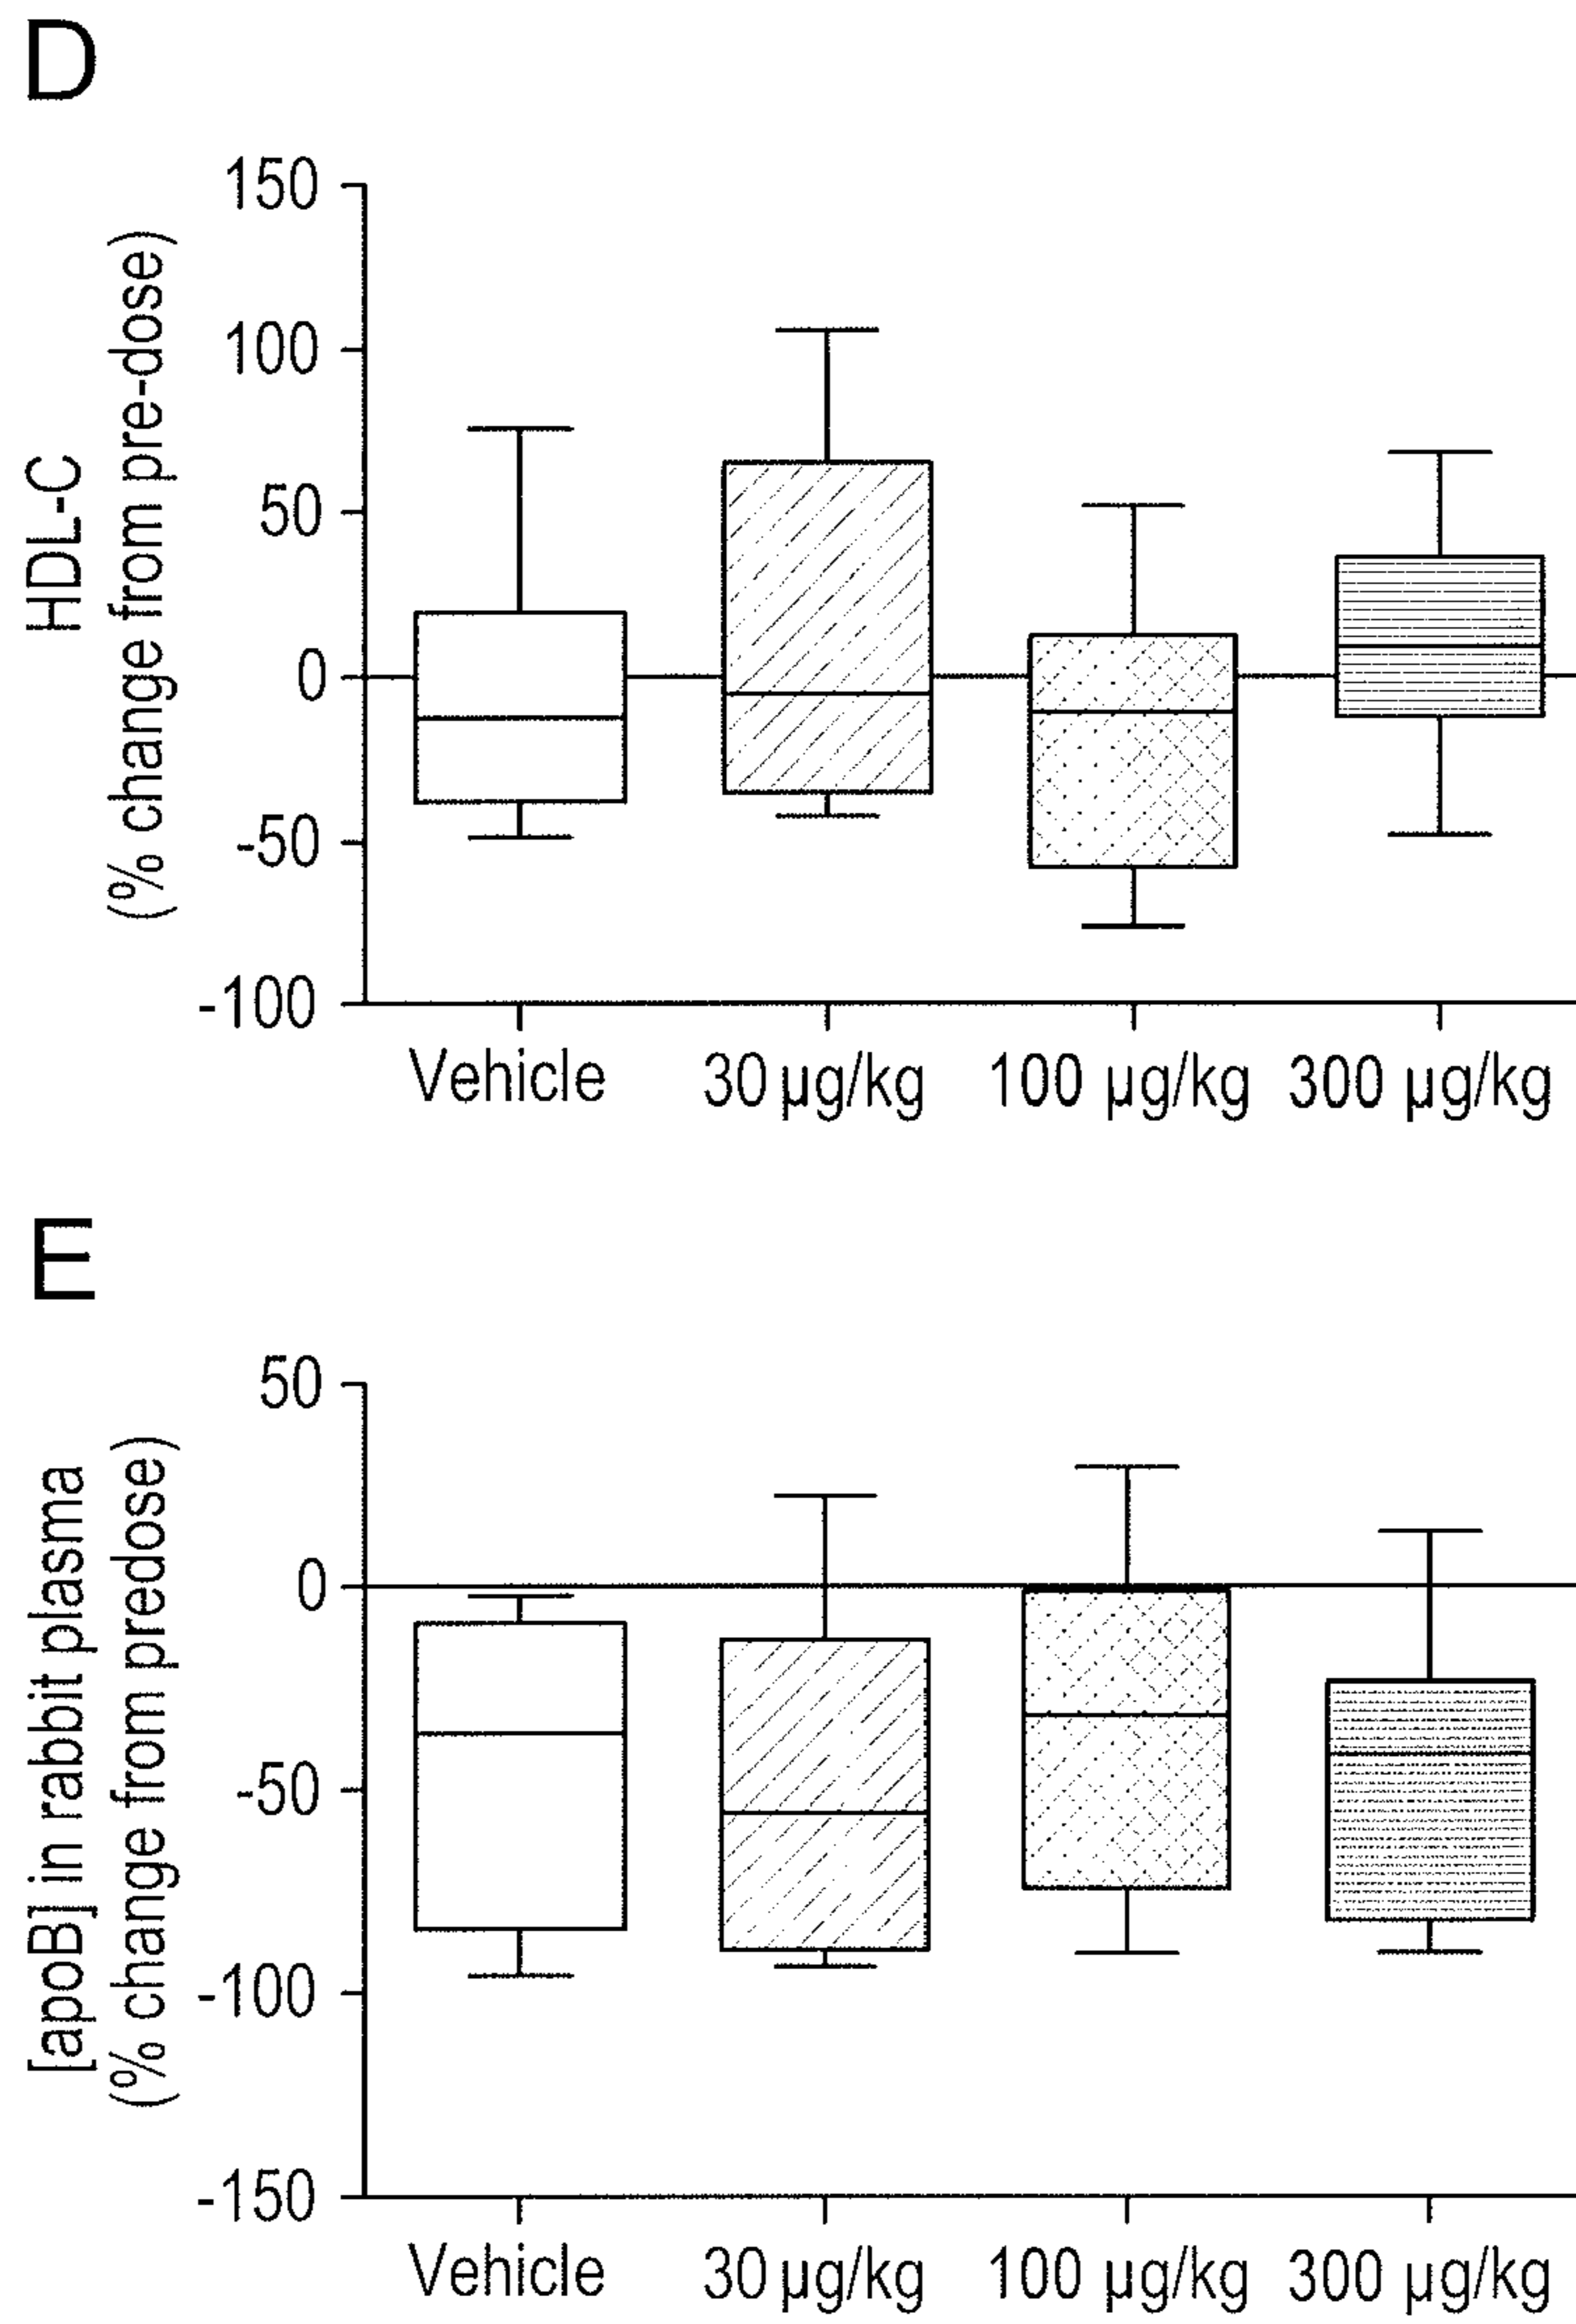 D
HDL-C
(% change from pre-dose)
150
100
50
0
-50
-100
Vehicle 30 µg/kg 100 µg/kg 300 µg/kg
E
[apoB] in rabbit plasma
(% change from predose)
50
0
-50
-100
-150
Vehicle 30 µg/kg 100 µg/kg 300 µg/kg